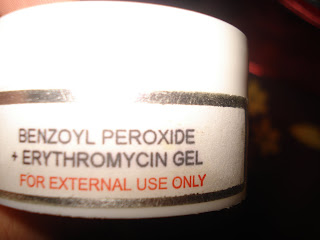 BENZOYL PEROXIDE
+ ERYTHROMYCIN GEL
FOR EXTERNAL USE ONLY